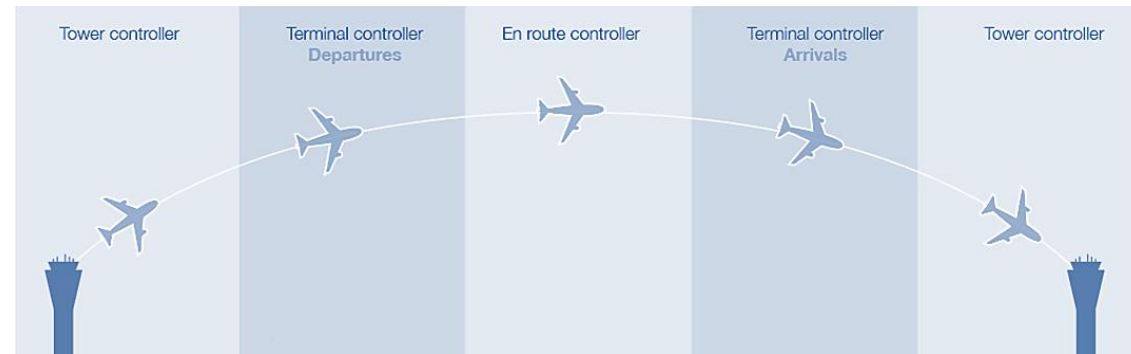 Tower controller
Terminal controller
Departures
En route controller
Terminal controller
Arrivals
Tower controller